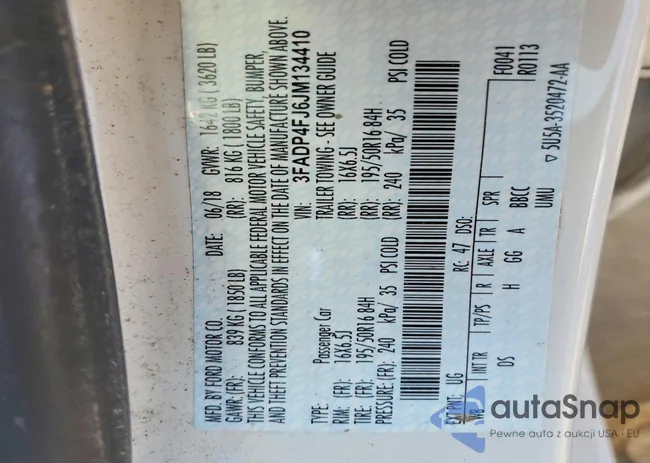 MFD. BY FORD MOTOR CO.
DATE: 06/18
GVWR: 1642 KG ( 3620 LB)
GAWR: (FR): 839 KG ( 1850 LB)
(RR): 816 KG ( 1800 LB)
THIS VEHICLE CONFORMS TO ALL APPLICABLE FEDERAL MOTOR VEHICLE SAFETY, BUMPER,
AND THEFT PREVENTION STANDARDS IN EFFECT ON THE DATE OF MANUFACTURE SHOWN ABOVE.
VIN: 3FADP4FJ6JM134410
TYPE: Passenger Car
TRAILER TOWING - SEE OWNER GUIDE
RIM: (FR): 16X6.5J
(RR): 16X6.5J
TIRE: (FR): 195/50R16 84H
(RR): 195/50R16 84H
PRESSURE: (FR): 240 kPa/ 35 PSI COLD
(RR): 240 kPa/ 35 PSI COLD
EXT PNT: UG
RC: 47 DSO:
F0041
R0113
WB | INT TR | TP/PS | R | AXLE | TR | SPR
DS H GG A BBCC
UMU
▽ 5U5A-3520472-AA
autaSnap
Pewne auta z aukcji USA i EU